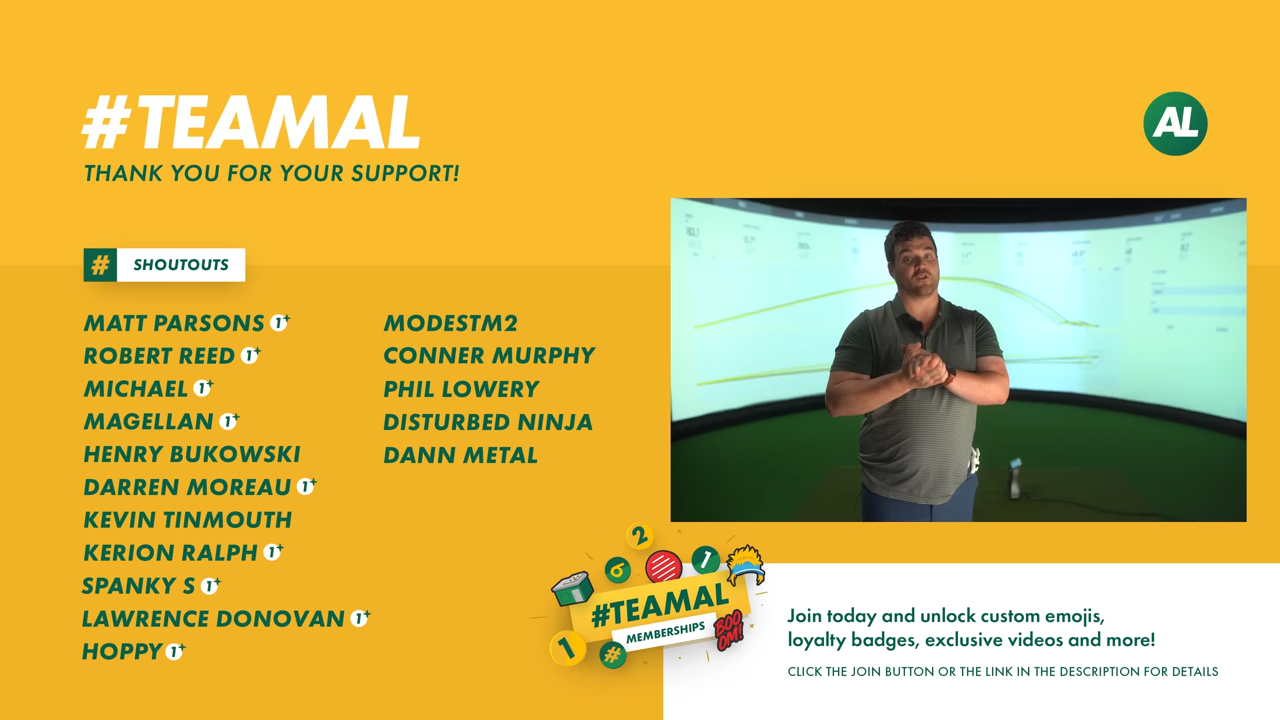 #TEAMAL
THANK YOU FOR YOUR SUPPORT!
AL
# SHOUTOUTS
MATT PARSONS 1+
ROBERT REED 1+
MICHAEL 1+
MAGELLAN 1+
HENRY BUKOWSKI
DARREN MOREAU 1+
KEVIN TINMOUTH
KERION RALPH 1+
SPANKY S 1+
LAWRENCE DONOVAN 1+
HOPPY 1+
MODESTM2
CONNER MURPHY
PHIL LOWERY
DISTURBED NINJA
DANN METAL
2
6
1
#TEAMAL
MEMBERSHIPS
BOO
OM!
1
#
Join today and unlock custom emojis,
loyalty badges, exclusive videos and more!
CLICK THE JOIN BUTTON OR THE LINK IN THE DESCRIPTION FOR DETAILS